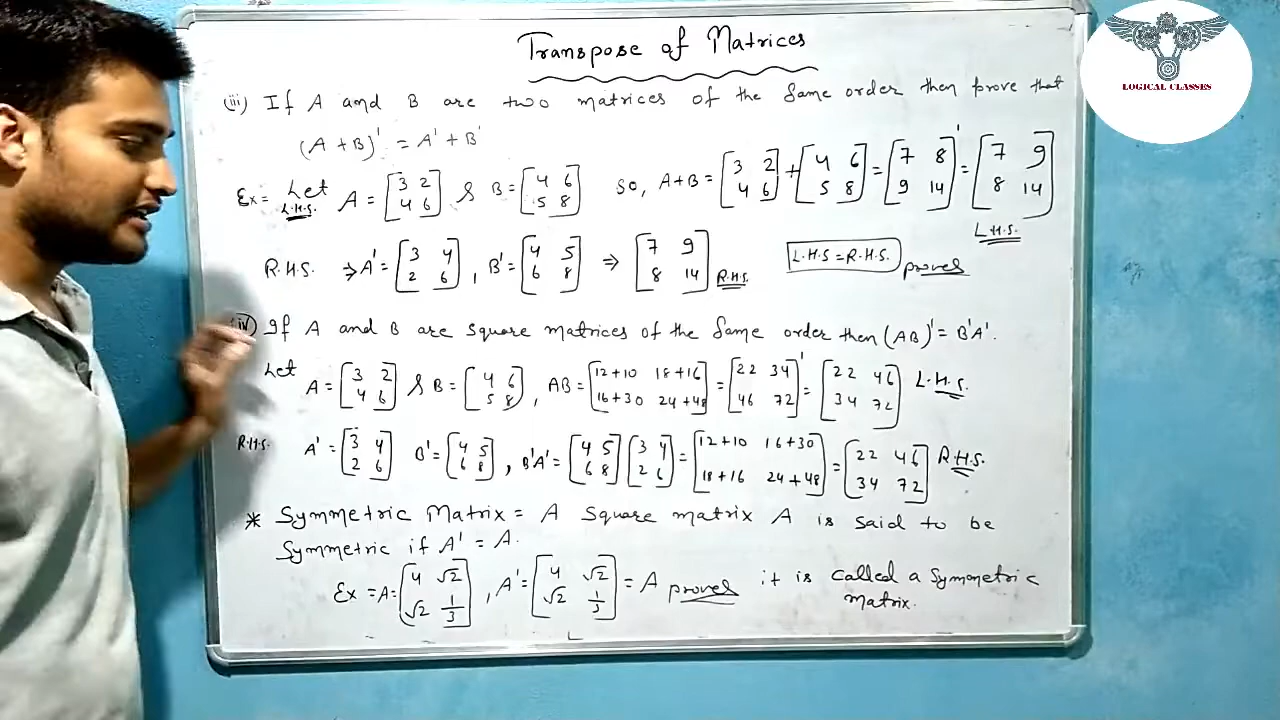 Transpose of Matrices
LOGICAL CLASSES
(iii) If A and B are two matrices of the same order then prove that
(A+B)' = A' + B'
Ex = Let A = [3 2; 4 6] & B = [4 6; 5 8] so, A+B = [3 2; 4 6] + [4 6; 5 8] = [7 8; 9 14]' = [7 9; 8 14]
L.H.S. L.H.S.
R.H.S. ⇒ A' = [3 4; 2 6], B' = [4 5; 6 8] ⇒ [7 9; 8 14] R.H.S. L.H.S = R.H.S. proves
(iv) If A and B are square matrices of the same order then (AB)' = B'A'.
Let A = [3 2; 4 6] & B = [4 6; 5 8], AB = [12+10 18+16; 16+30 24+48] = [22 34; 46 72]' = [22 46; 34 72] L.H.S.
R.H.S. A' = [3 4; 2 6] B' = [4 5; 6 8], B'A' = [4 5; 6 8] [3 4; 2 6] = [12+10 16+30; 18+16 24+48] = [22 46; 34 72] R.H.S.
* Symmetric Matrix = A square matrix A is said to be
Symmetric if A' = A.
Ex = A = [4 √2; √2 1/3], A' = [4 √2; √2 1/3] = A proves it is called a symmetric
matrix.